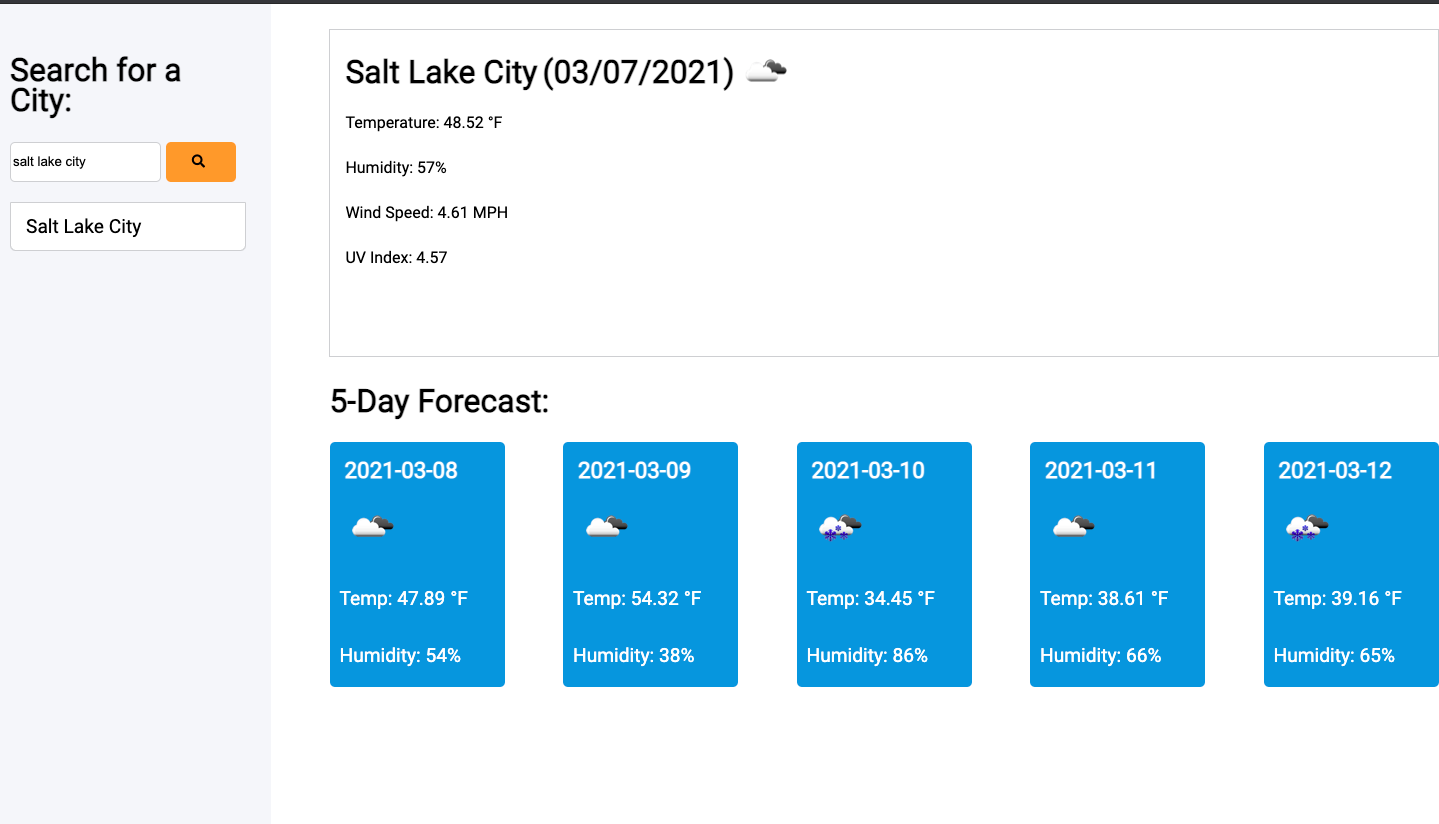 Search for a
City:
salt lake city
Salt Lake City
Salt Lake City (03/07/2021)
Temperature: 48.52 °F
Humidity: 57%
Wind Speed: 4.61 MPH
UV Index: 4.57
5-Day Forecast:
2021-03-08
Temp: 47.89 °F
Humidity: 54%
2021-03-09
Temp: 54.32 °F
Humidity: 38%
2021-03-10
Temp: 34.45 °F
Humidity: 86%
2021-03-11
Temp: 38.61 °F
Humidity: 66%
2021-03-12
Temp: 39.16 °F
Humidity: 65%